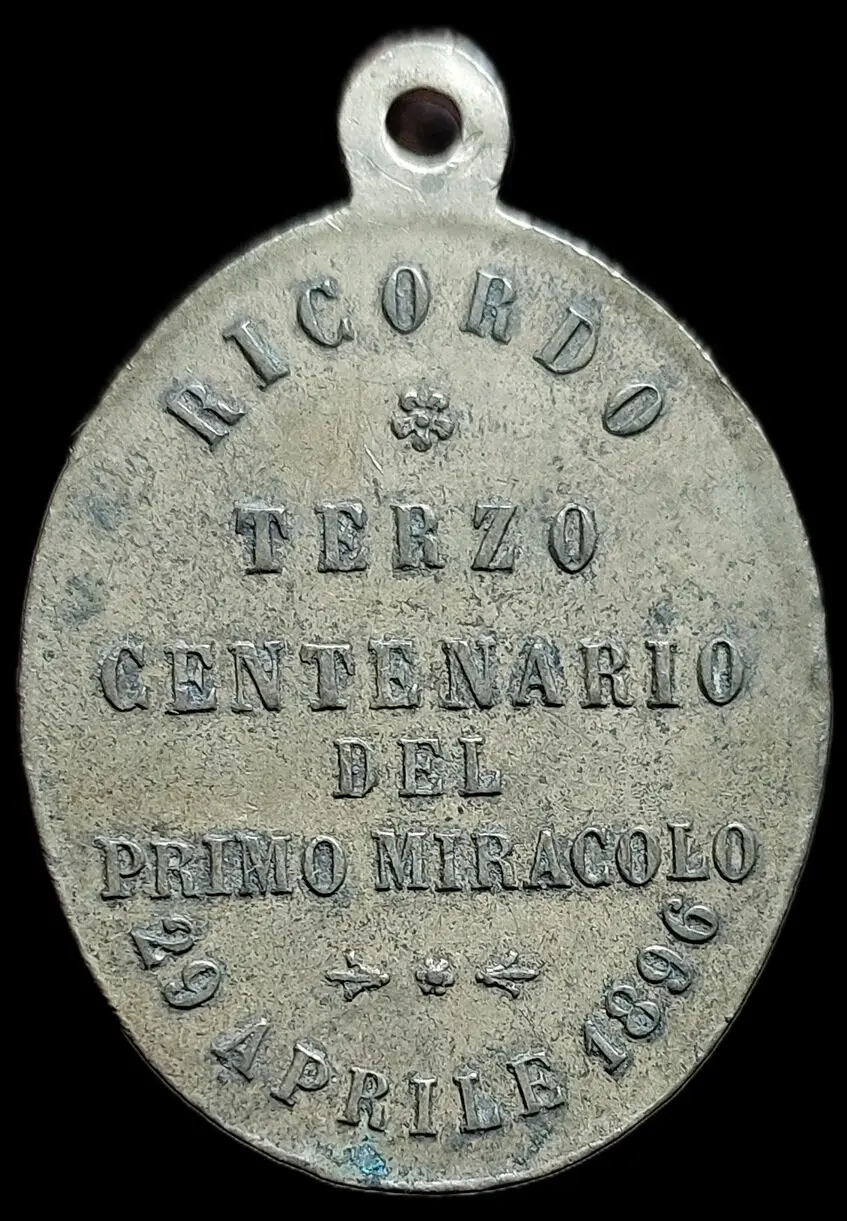 RICORDO
TERZO
CENTENARIO
DEL
PRIMO MIRACOLO
29 APRILE 1896